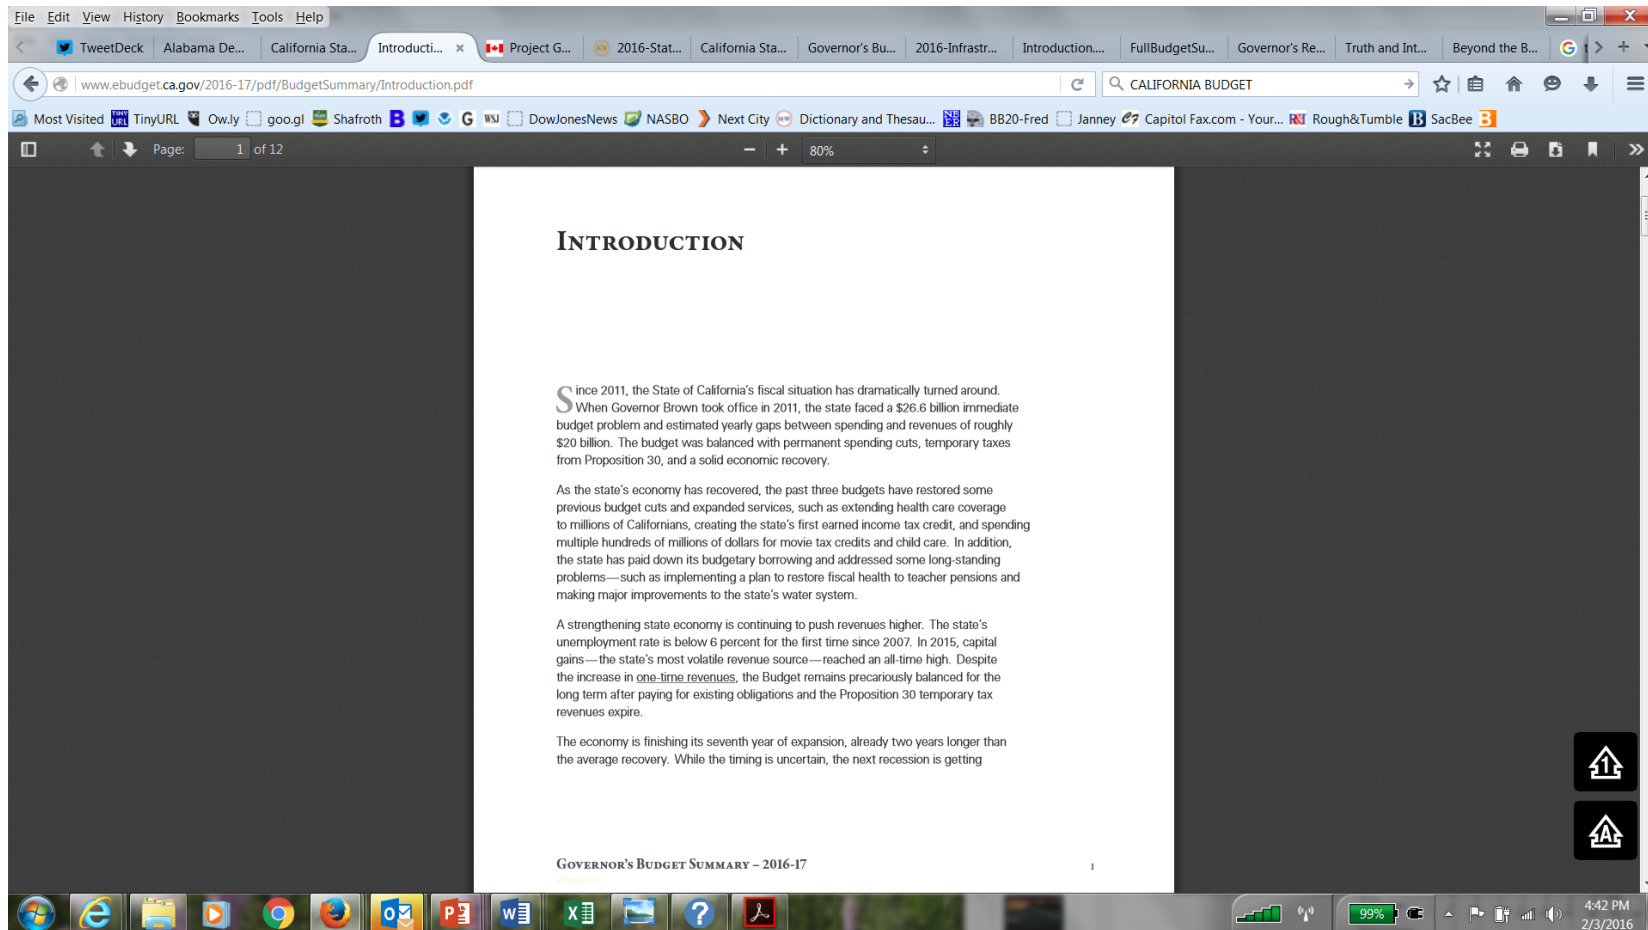 File Edit View History Bookmarks Tools Help
TweetDeck Alabama De... California Sta... Introducti... × Project G... 2016-Stat... California Sta... Governor's Bu... 2016-Infrastr... Introduction.... FullBudgetSu... Governor's Re... Truth and Int... Beyond the B... G
www.ebudget.ca.gov/2016-17/pdf/BudgetSummary/Introduction.pdf CALIFORNIA BUDGET
Most Visited TINY URL TinyURL Ow.ly goo.gl Shafroth B G WSJ DowJonesNews NASBO Next City Dictionary and Thesau... BB20-Fred Janney Capitol Fax.com - Your... R&T Rough&Tumble B SacBee B
Page: 1 of 12 80%
INTRODUCTION
Since 2011, the State of California's fiscal situation has dramatically turned around.
When Governor Brown took office in 2011, the state faced a $26.6 billion immediate
budget problem and estimated yearly gaps between spending and revenues of roughly
$20 billion. The budget was balanced with permanent spending cuts, temporary taxes
from Proposition 30, and a solid economic recovery.
As the state's economy has recovered, the past three budgets have restored some
previous budget cuts and expanded services, such as extending health care coverage
to millions of Californians, creating the state's first earned income tax credit, and spending
multiple hundreds of millions of dollars for movie tax credits and child care. In addition,
the state has paid down its budgetary borrowing and addressed some long-standing
problems—such as implementing a plan to restore fiscal health to teacher pensions and
making major improvements to the state's water system.
A strengthening state economy is continuing to push revenues higher. The state's
unemployment rate is below 6 percent for the first time since 2007. In 2015, capital
gains—the state's most volatile revenue source—reached an all-time high. Despite
the increase in one-time revenues, the Budget remains precariously balanced for the
long term after paying for existing obligations and the Proposition 30 temporary tax
revenues expire.
The economy is finishing its seventh year of expansion, already two years longer than
the average recovery. While the timing is uncertain, the next recession is getting
GOVERNOR'S BUDGET SUMMARY – 2016-17 1
1
A
99% 4:42 PM
2/3/2016